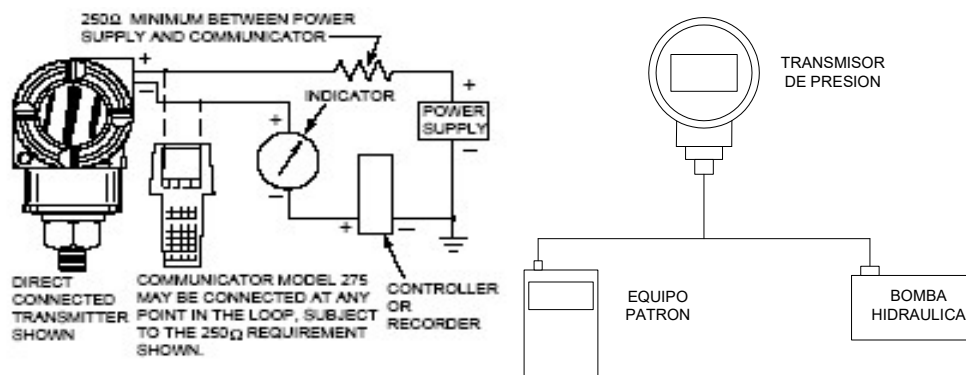 250Ω MINIMUM BETWEEN POWER
SUPPLY AND COMMUNICATOR
+
-
INDICATOR
+
-
+
POWER
SUPPLY
-
+
-
DIRECT
CONNECTED
TRANSMITTER
SHOWN
COMMUNICATOR MODEL 275
MAY BE CONNECTED AT ANY
POINT IN THE LOOP, SUBJECT
TO THE 250Ω REQUIREMENT
SHOWN.
CONTROLLER
OR
RECORDER
TRANSMISOR
DE PRESION
EQUIPO
PATRON
BOMBA
HIDRAULICA